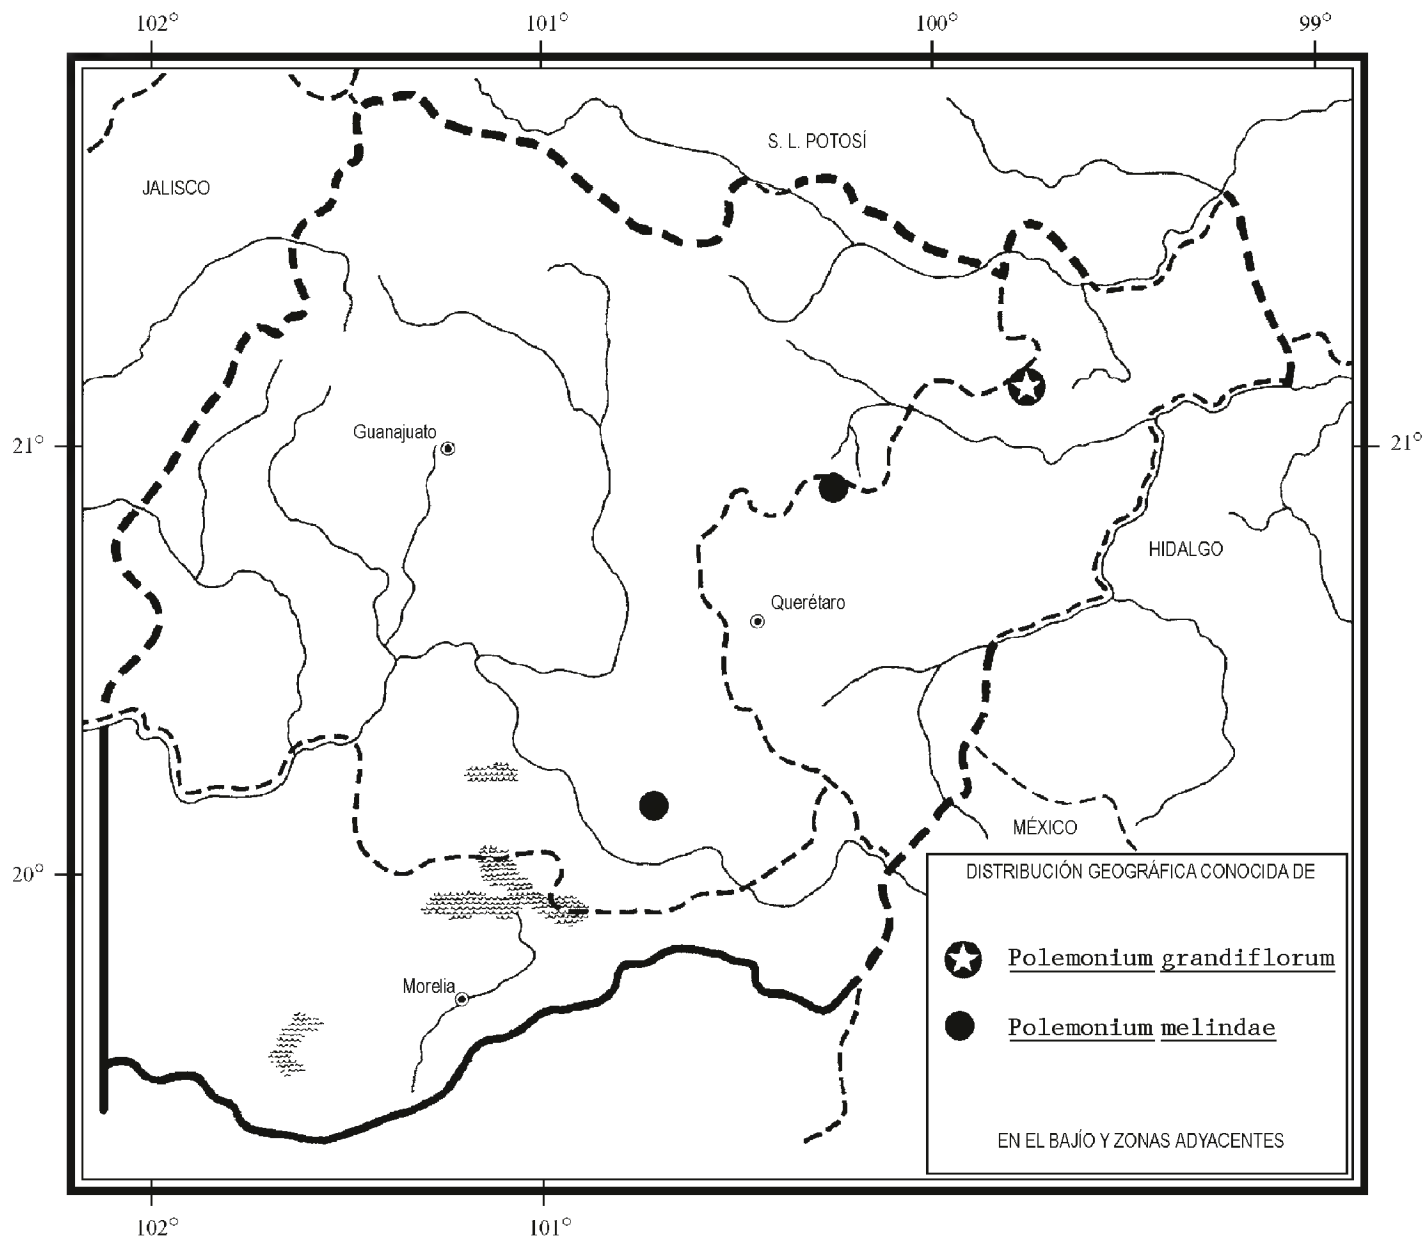 102° 101° 100° 99°
S. L. POTOSÍ
JALISCO
Guanajuato
21° 21°
HIDALGO
Querétaro
MÉXICO
20°
DISTRIBUCIÓN GEOGRÁFICA CONOCIDA DE
Polemonium grandiflorum
Morelia
Polemonium melindae
EN EL BAJÍO Y ZONAS ADYACENTES
102° 101°